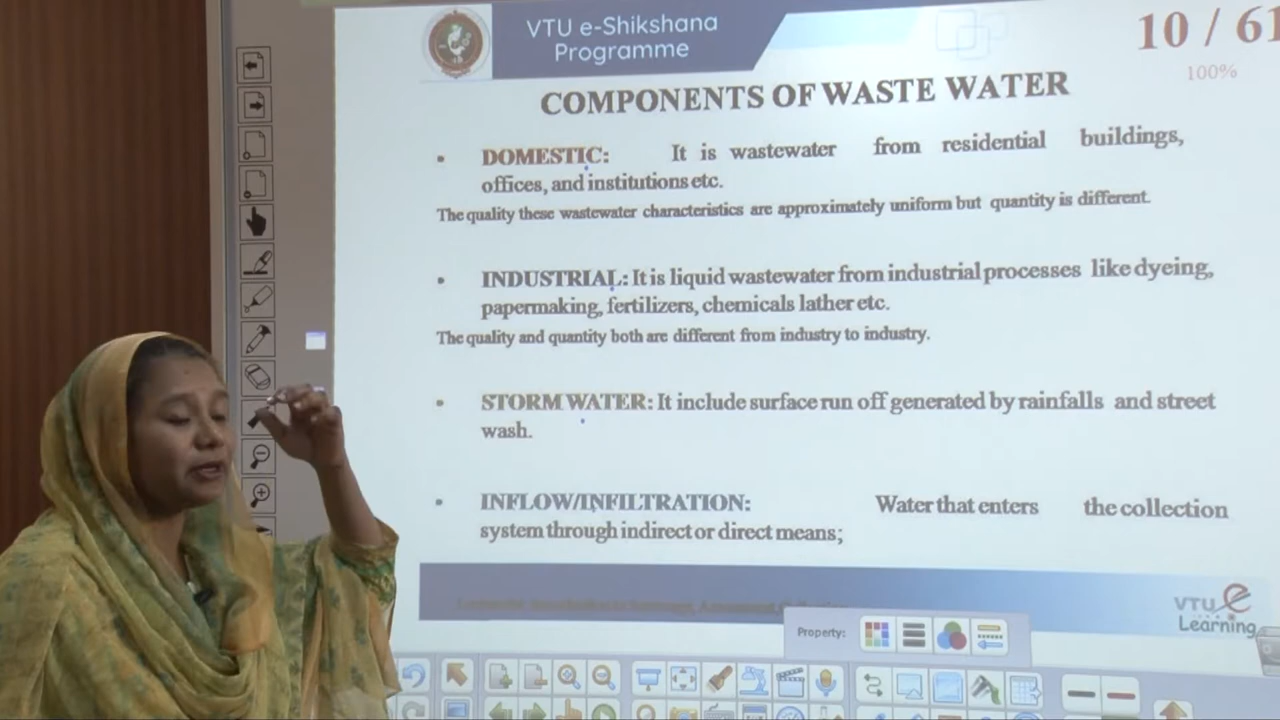 VTU e-Shikshana
Programme
10 / 61
100%
COMPONENTS OF WASTE WATER
• DOMESTIC: It is wastewater from residential buildings,
offices, and institutions etc.
The quality these wastewater characteristics are approximately uniform but quantity is different.
• INDUSTRIAL: It is liquid wastewater from industrial processes like dyeing,
papermaking, fertilizers, chemicals lather etc.
The quality and quantity both are different from industry to industry.
• STORM WATER: It include surface run off generated by rainfalls and street
wash.
• INFLOW/INFILTRATION: Water that enters the collection
system through indirect or direct means;
VTU e
Learning
Property: